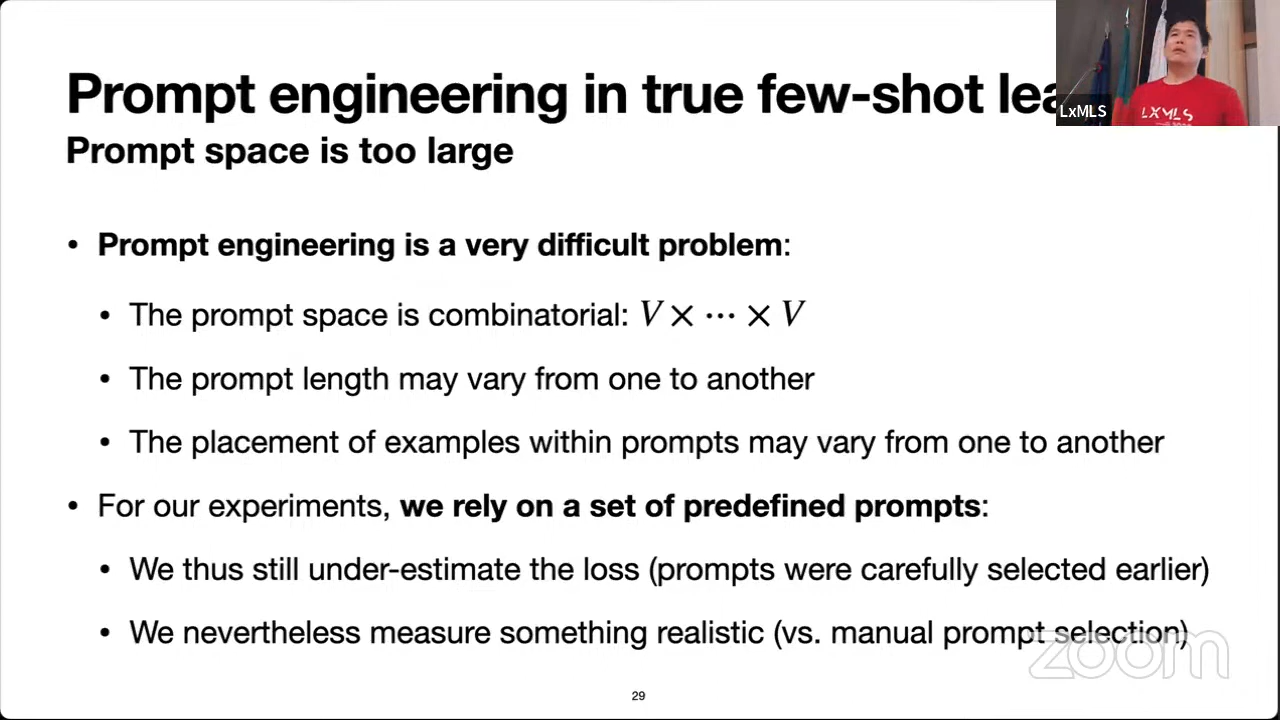 Prompt engineering in true few-shot lea
LxMLS
LXMLS
Prompt space is too large
• Prompt engineering is a very difficult problem:
• The prompt space is combinatorial: V × ⋯ × V
• The prompt length may vary from one to another
• The placement of examples within prompts may vary from one to another
• For our experiments, we rely on a set of predefined prompts:
• We thus still under-estimate the loss (prompts were carefully selected earlier)
• We nevertheless measure something realistic (vs. manual prompt selection)
zoom
29